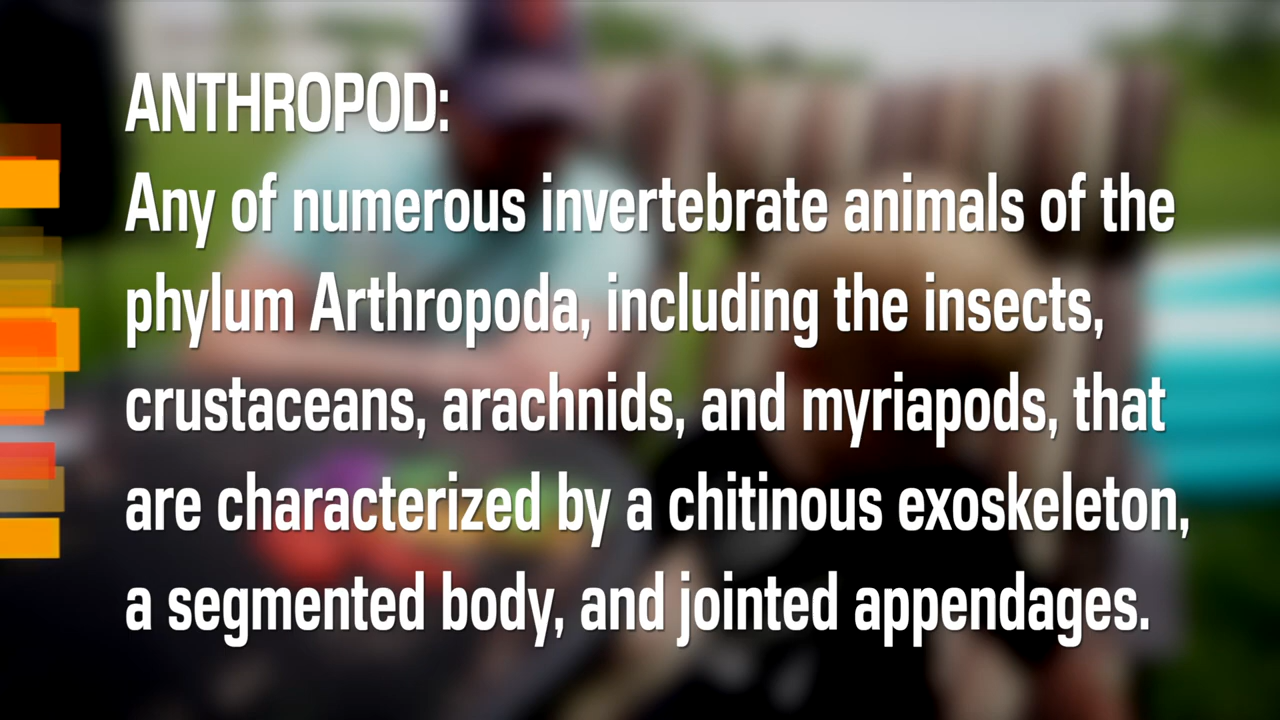 ANTHROPOD:
Any of numerous invertebrate animals of the
phylum Arthropoda, including the insects,
crustaceans, arachnids, and myriapods, that
are characterized by a chitinous exoskeleton,
a segmented body, and jointed appendages.